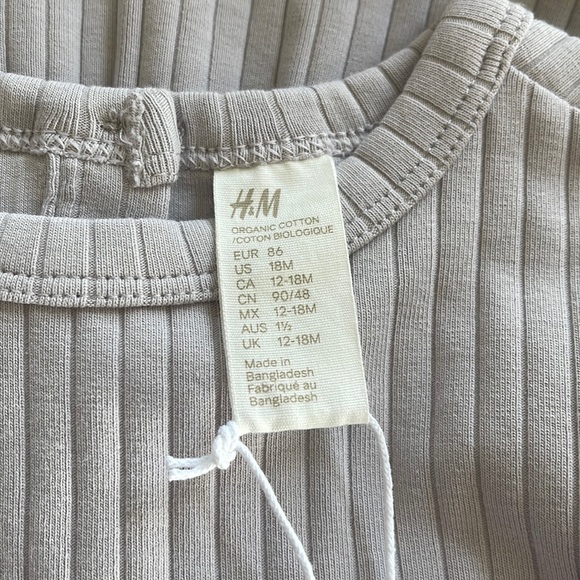 H&M
ORGANIC COTTON
/COTON BIOLOGIQUE
EUR 86
US 18M
CA 12-18M
CN 90/48
MX 12-18M
AUS 1½
UK 12-18M
Made in
Bangladesh
Fabriqué au
Bangladesh